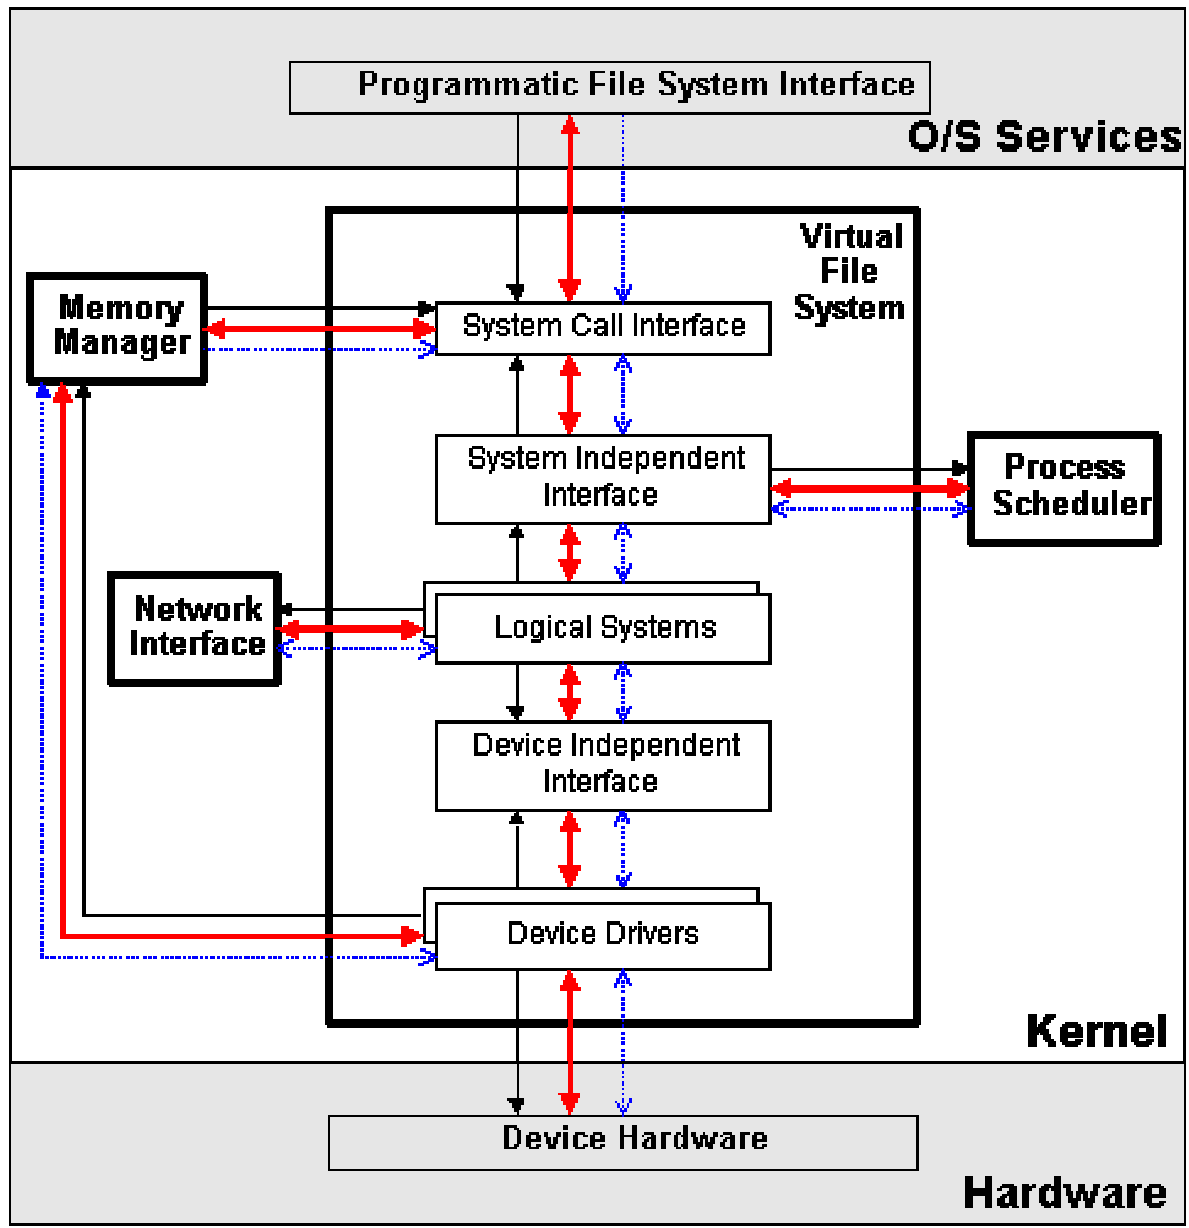 Programmatic File System Interface
O/S Services
Virtual
File
System
Memory
Manager
System Call Interface
System Independent
Interface
Process
Scheduler
Network
Interface
Logical Systems
Device Independent
Interface
Device Drivers
Kernel
Device Hardware
Hardware